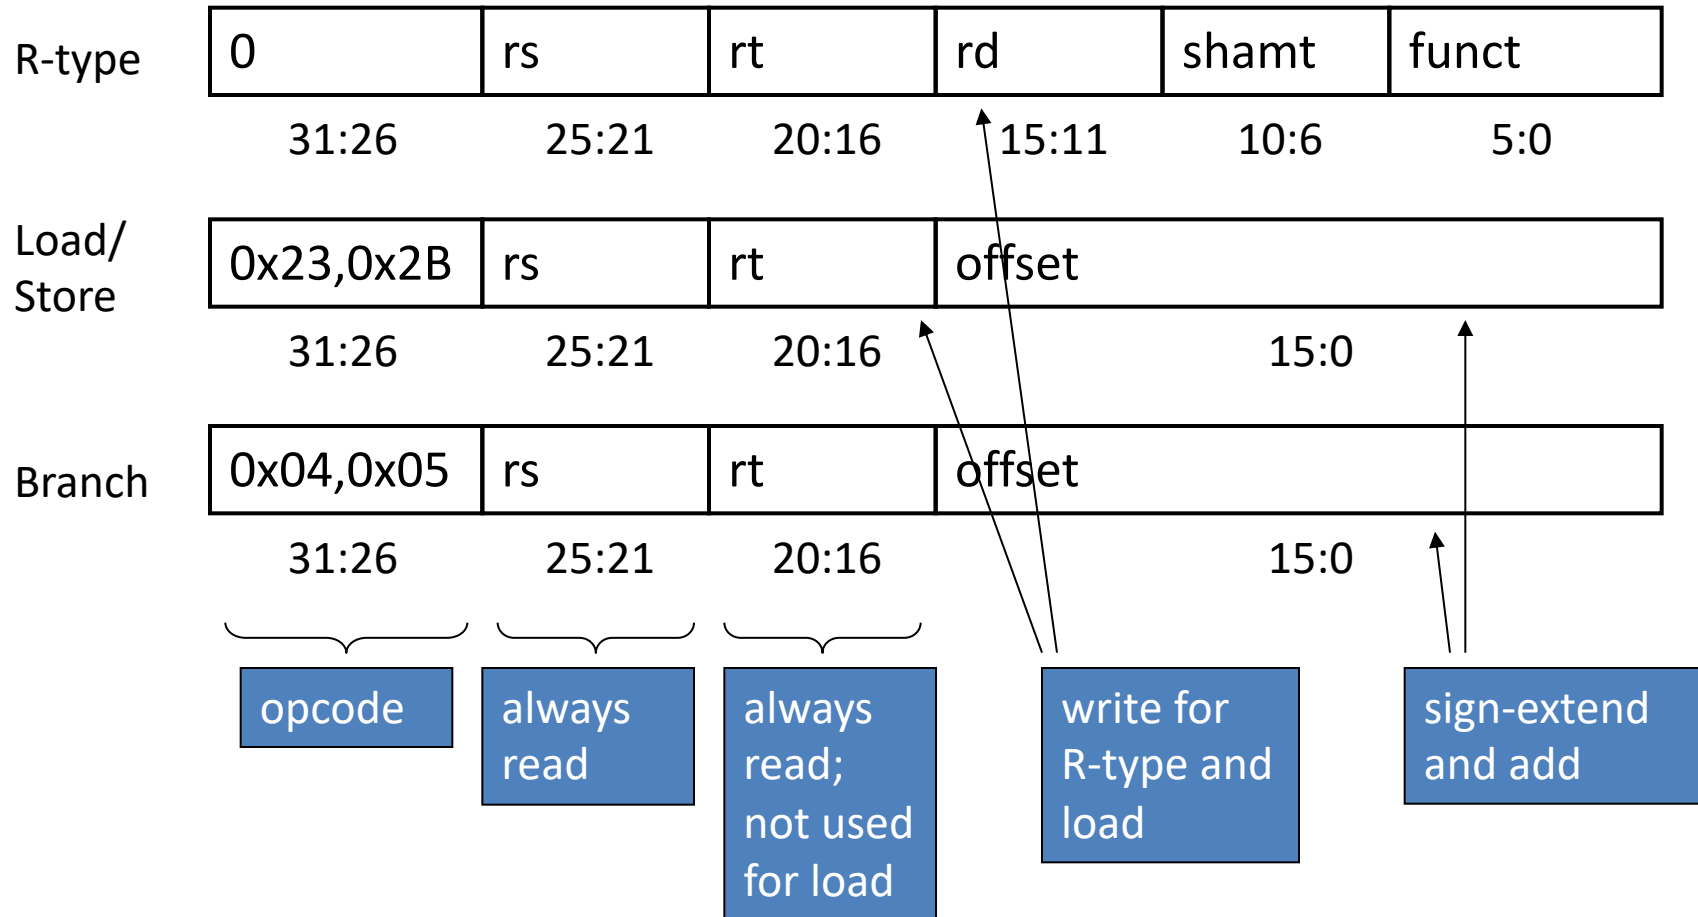 R-type 0 rs rt rd shamt funct
31:26 25:21 20:16 15:11 10:6 5:0
Load/
Store
0x23,0x2B rs rt offset
31:26 25:21 20:16 15:0
Branch 0x04,0x05 rs rt offset
31:26 25:21 20:16 15:0
opcode
always
read
always
read;
not used
for load
write for
R-type and
load
sign-extend
and add